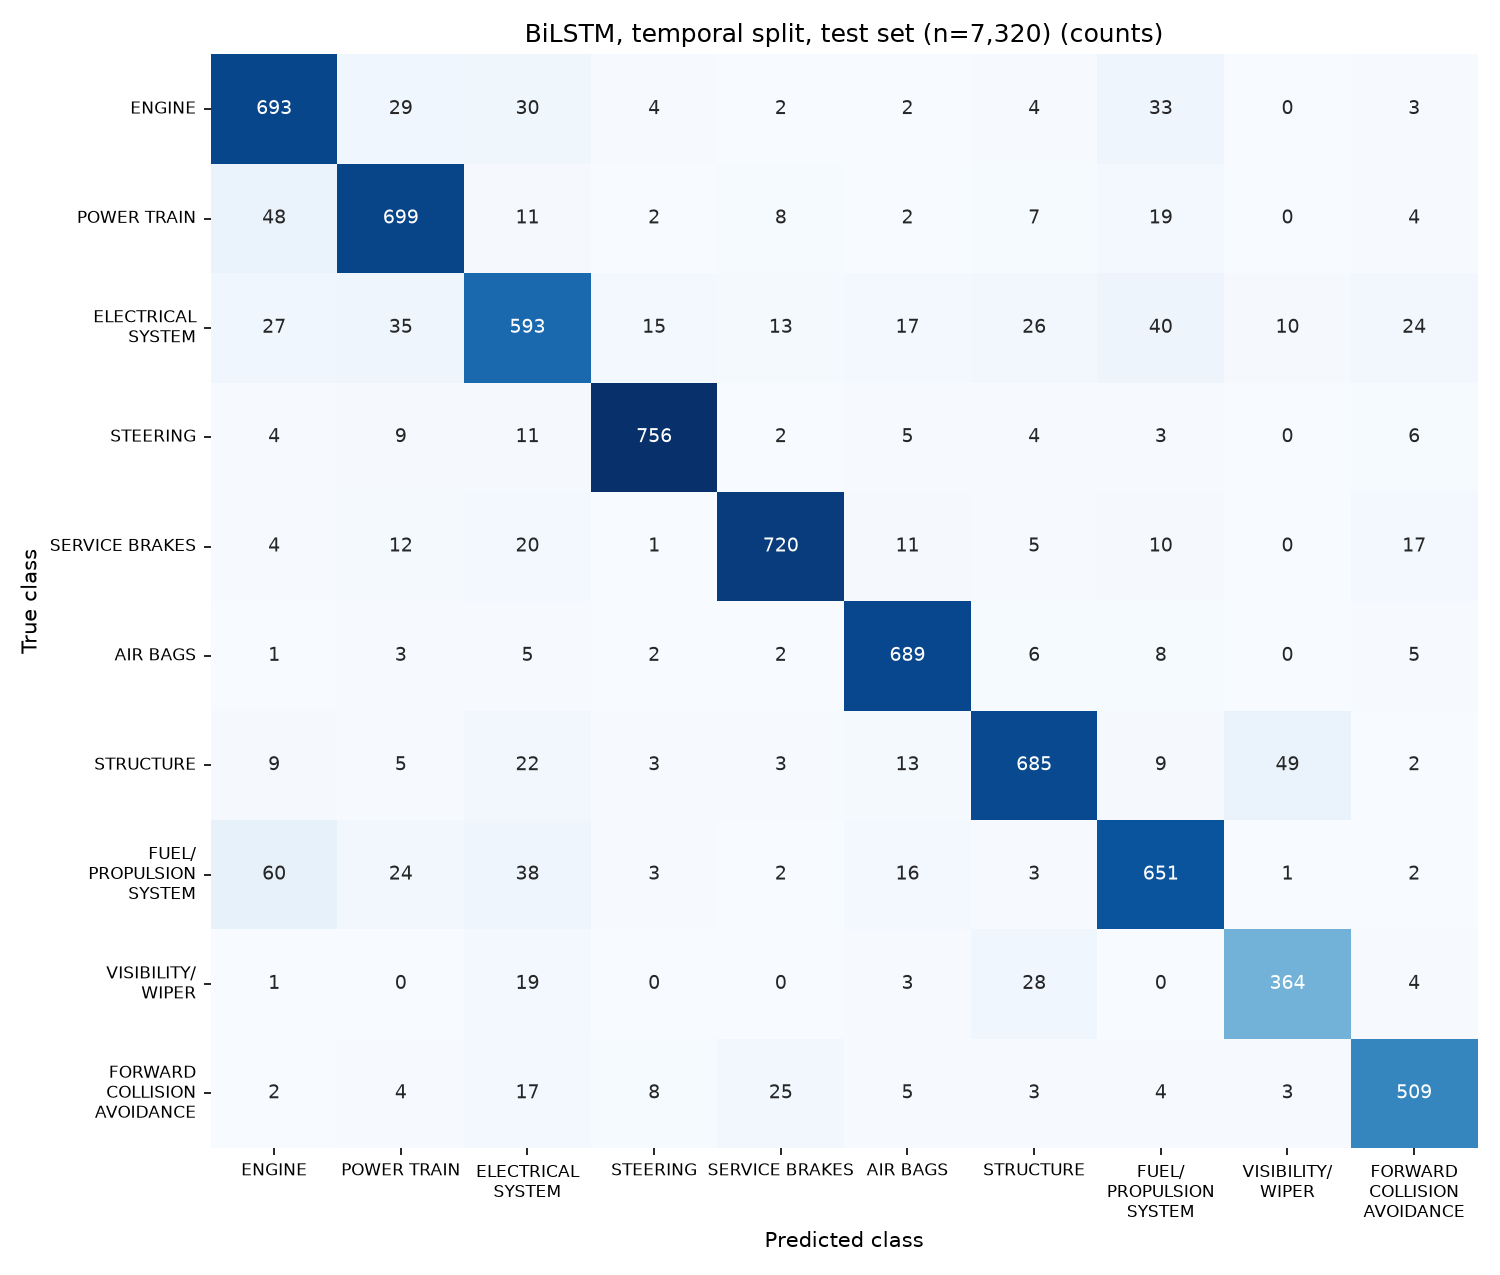 BiLSTM, temporal split, test set (n=7,320) (counts)
True class
ENGINE 693 29 30 4 2 2 4 33 0 3
POWER TRAIN 48 699 11 2 8 2 7 19 0 4
ELECTRICAL
SYSTEM 27 35 593 15 13 17 26 40 10 24
STEERING 4 9 11 756 2 5 4 3 0 6
SERVICE BRAKES 4 12 20 1 720 11 5 10 0 17
AIR BAGS 1 3 5 2 2 689 6 8 0 5
STRUCTURE 9 5 22 3 3 13 685 9 49 2
FUEL/
PROPULSION
SYSTEM 60 24 38 3 2 16 3 651 1 2
VISIBILITY/
WIPER 1 0 19 0 0 3 28 0 364 4
FORWARD
COLLISION
AVOIDANCE 2 4 17 8 25 5 3 4 3 509
ENGINE POWER TRAIN ELECTRICAL STEERING SERVICE BRAKES AIR BAGS STRUCTURE FUEL/ VISIBILITY/ FORWARD
SYSTEM PROPULSION WIPER COLLISION
SYSTEM AVOIDANCE
Predicted class